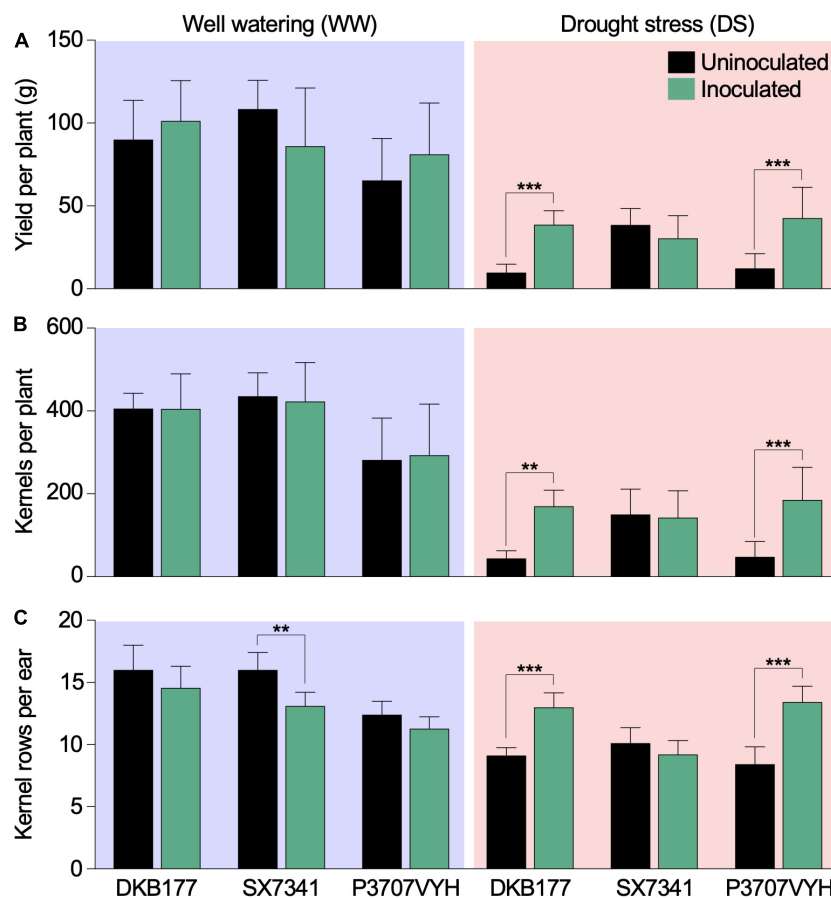 Well watering (WW)
Drought stress (DS)
A
Yield per plant (g)
150
100
50
0
Uninoculated
Inoculated
***
***
B
Kernels per plant
600
400
200
0
**
***
C
Kernel rows per ear
20
15
10
5
0
**
***
***
DKB177
SX7341
P3707VYH
DKB177
SX7341
P3707VYH